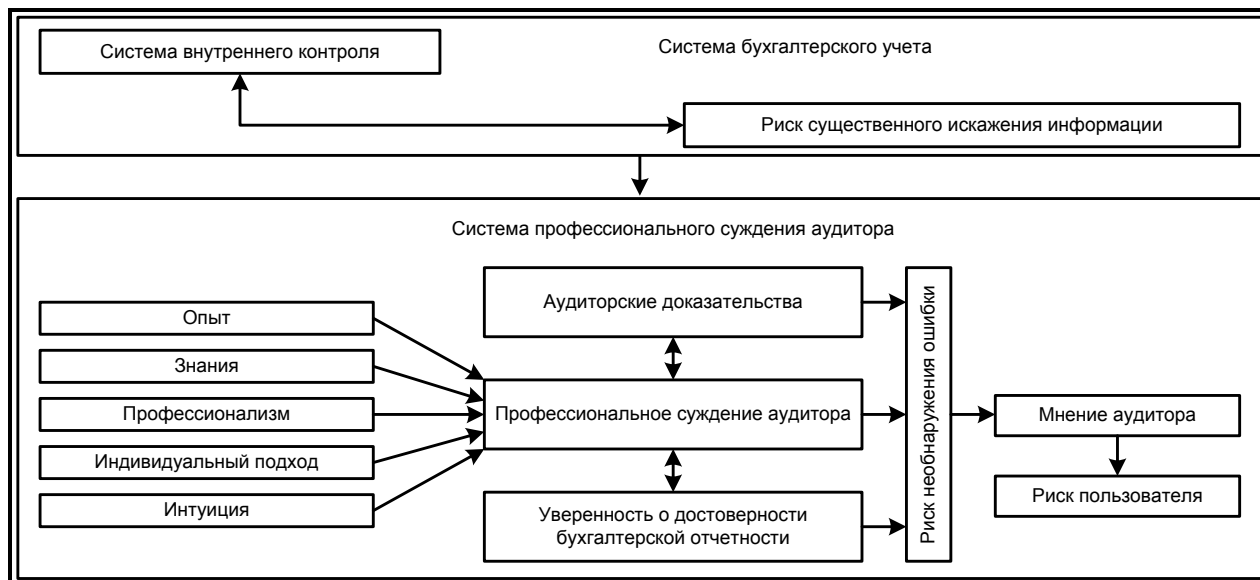 Система внутреннего контроля
Система бухгалтерского учета
Риск существенного искажения информации
Система профессионального суждения аудитора
Опыт
Знания
Профессионализм
Индивидуальный подход
Интуиция
Аудиторские доказательства
Профессиональное суждение аудитора
Уверенность о достоверности
бухгалтерской отчетности
Риск необнаружения ошибки
Мнение аудитора
Риск пользователя